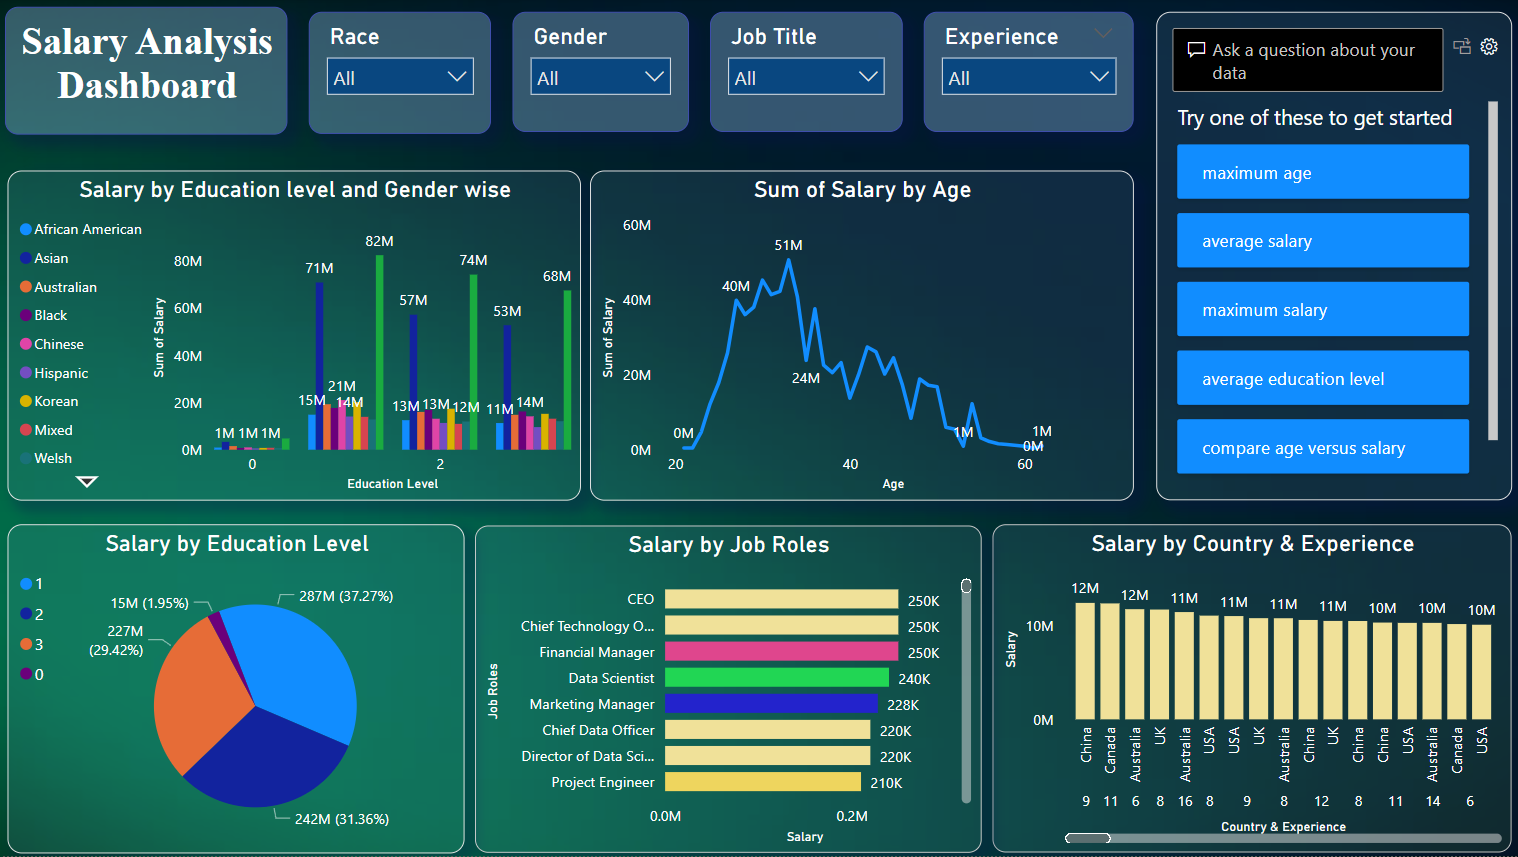 Salary Analysis
Dashboard
Race
All
Gender
All
Job Title
All
Experience
All
Ask a question about your
data
Try one of these to get started
maximum age
average salary
maximum salary
average education level
compare age versus salary
Salary by Education level and Gender wise
African American
Asian
Australian
Black
Chinese
Hispanic
Korean
Mixed
Welsh
Sum of Salary
80M
60M
40M
20M
0M
1M 1M 1M
71M
82M
15M
21M
14M
57M
74M
13M 13M 12M
53M
68M
11M 14M
0
2
Education Level
Sum of Salary by Age
Sum of Salary
60M
40M
20M
0M
0M
40M
51M
24M
1M
1M
0M
20
40
60
Age
Salary by Education Level
1
2
3
0
15M (1.95%)
287M (37.27%)
227M
(29.42%)
242M (31.36%)
Salary by Job Roles
Job Roles
CEO 250K
Chief Technology O... 250K
Financial Manager 250K
Data Scientist 240K
Marketing Manager 228K
Chief Data Officer 220K
Director of Data Sci... 220K
Project Engineer 210K
0.0M 0.2M
Salary
Salary by Country & Experience
Salary
10M
0M
12M 12M 11M 11M 11M 11M 10M 10M 10M
China Canada Australia UK Australia USA USA UK Australia China UK China China USA Australia Canada USA
9 11 6 8 16 8 9 8 12 8 11 14 6
Country & Experience